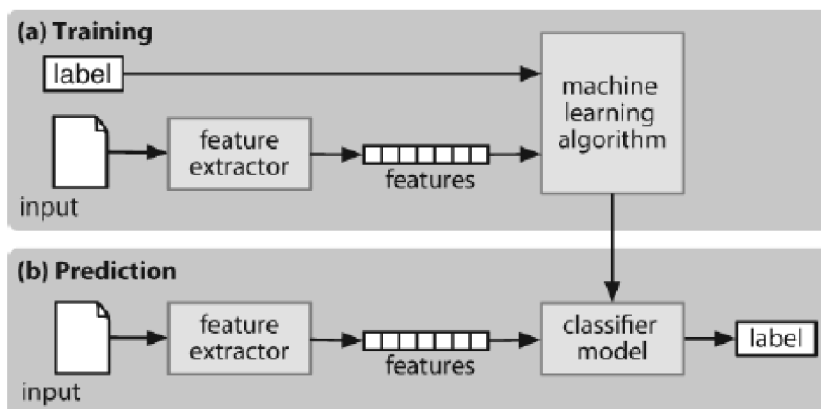 (a) Training
label
machine
learning
algorithm
feature
extractor
features
input
(b) Prediction
feature
extractor
features
classifier
model
label
input